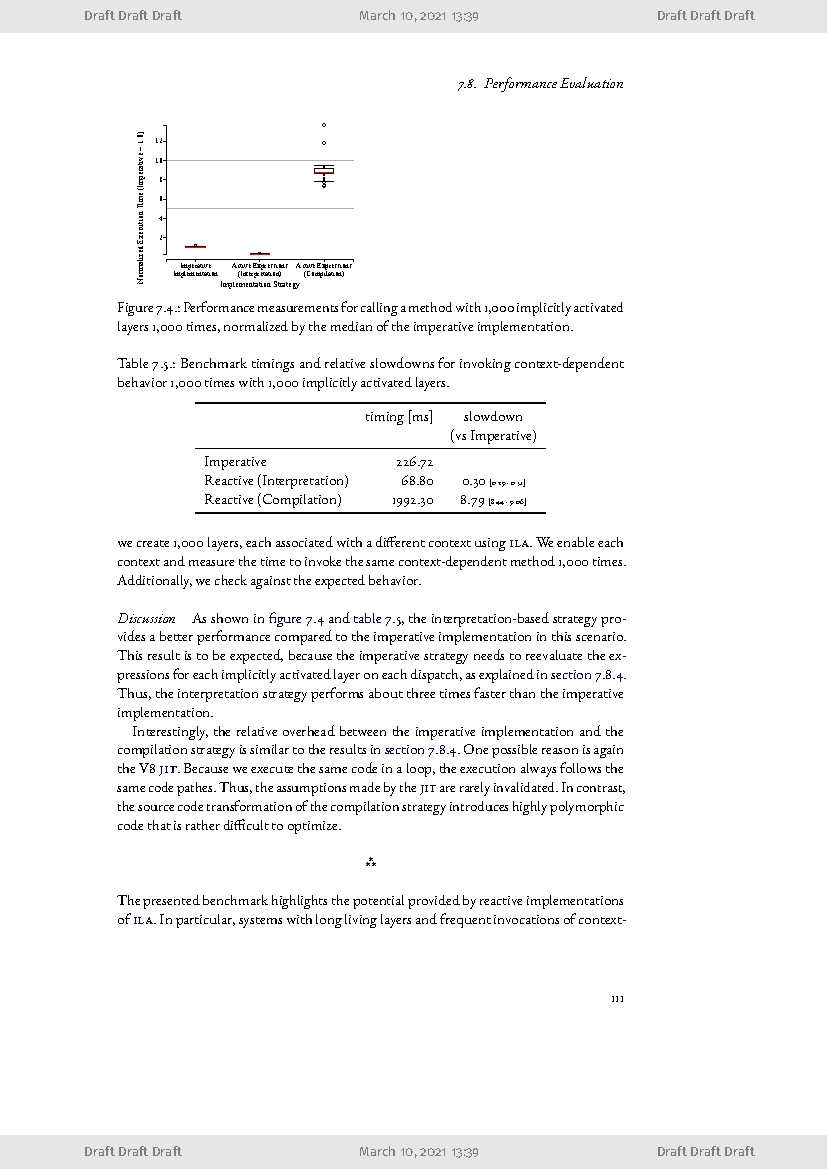 Draft Draft Draft March 10, 2021 13:39 Draft Draft Draft
7.8. Performance Evaluation
Normalized Execution Time (Imperative = 1.0)
12
10
8
6
4
2
Imperative Implementation
Active Expression (Interpretation)
Active Expression (Compilation)
Implementation Strategy
Figure 7.4.: Performance measurements for calling a method with 1,000 implicitly activated
layers 1,000 times, normalized by the median of the imperative implementation.
Table 7.5.: Benchmark timings and relative slowdowns for invoking context-dependent
behavior 1,000 times with 1,000 implicitly activated layers.
timing [ms] slowdown
(vs Imperative)
Imperative 226.72
Reactive (Interpretation) 68.80 0.30
Reactive (Compilation) 1992.30 8.79 [8.44 - 9.06]
we create 1,000 layers, each associated with a different context using ILA. We enable each
context and measure the time to invoke the same context-dependent method 1,000 times.
Additionally, we check against the expected behavior.
Discussion As shown in figure 7.4 and table 7.5, the interpretation-based strategy pro-
vides a better performance compared to the imperative implementation in this scenario.
This result is to be expected, because the imperative strategy needs to reevaluate the ex-
pressions for each implicitly activated layer on each dispatch, as explained in section 7.8.4.
Thus, the interpretation strategy performs about three times faster than the imperative
implementation.
Interestingly, the relative overhead between the imperative implementation and the
compilation strategy is similar to the results in section 7.8.4. One possible reason is again
the V8 JIT. Because we execute the same code in a loop, the execution always follows the
same code pathes. Thus, the assumptions made by the JIT are rarely invalidated. In contrast,
the source code transformation of the compilation strategy introduces highly polymorphic
code that is rather difficult to optimize.
⁂
The presented benchmark highlights the potential provided by reactive implementations
of ILA. In particular, systems with long living layers and frequent invocations of context-
111
Draft Draft Draft March 10, 2021 13:39 Draft Draft Draft